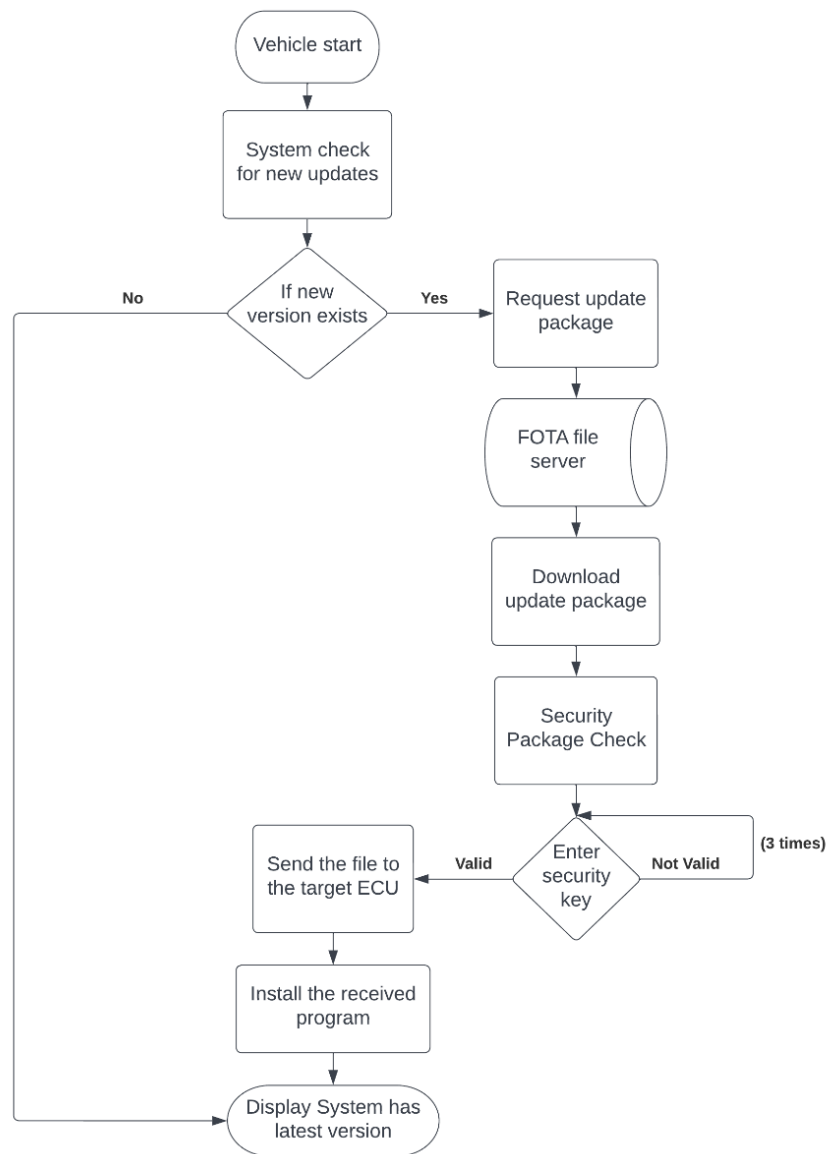 Vehicle start
System check
for new updates
If new
version exists
No
Yes
Request update
package
FOTA file
server
Download
update package
Security
Package Check
Enter
security
key
Valid
Not Valid
(3 times)
Send the file to
the target ECU
Install the received
program
Display System has
latest version